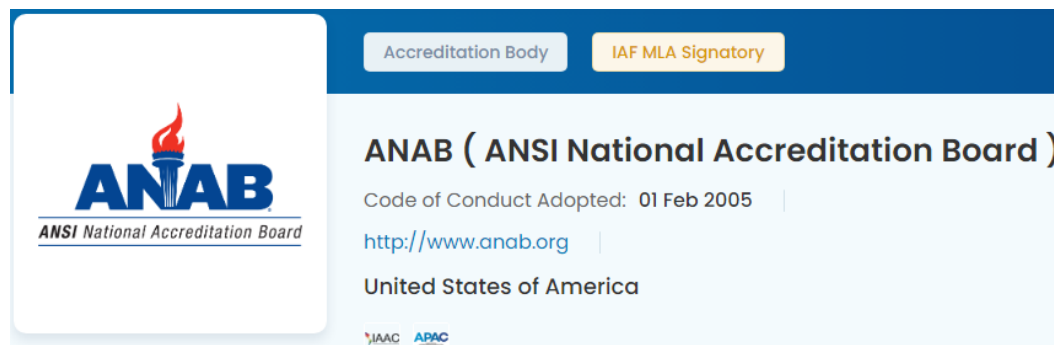 Accreditation Body
IAF MLA Signatory
ANAB
ANSI National Accreditation Board
ANAB ( ANSI National Accreditation Board )
Code of Conduct Adopted: 01 Feb 2005
http://www.anab.org
United States of America
IAAC APAC